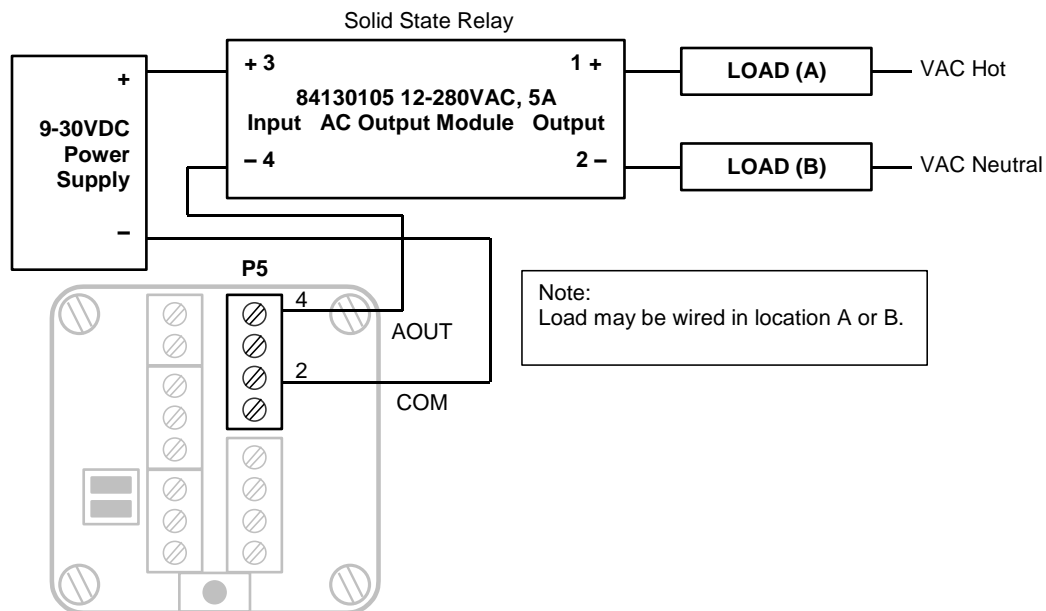 Solid State Relay
+
9-30VDC
Power
Supply
–
+ 3
1 +
84130105 12-280VAC, 5A
Input AC Output Module Output
– 4
2 –
LOAD (A)
VAC Hot
LOAD (B)
VAC Neutral
P5
4
AOUT
2
COM
Note:
Load may be wired in location A or B.